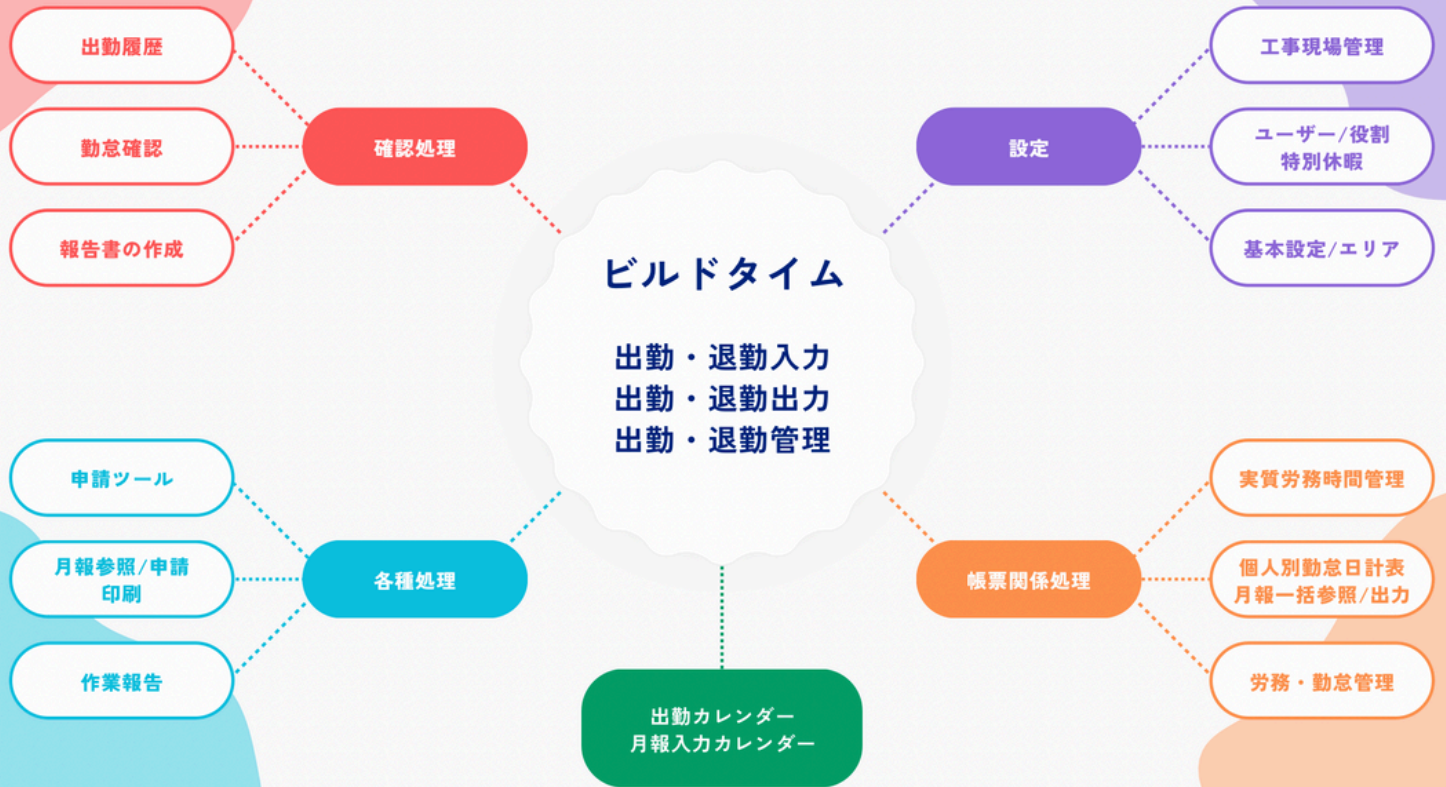 出勤履歴
勤怠確認
報告書の作成
確認処理
設定
工事現場管理
ユーザー/役割
特別休暇
基本設定/エリア
ビルドタイム
出勤・退勤入力
出勤・退勤出力
出勤・退勤管理
申請ツール
月報参照/申請
印刷
作業報告
各種処理
帳票関係処理
実質労務時間管理
個人別勤怠日計表
月報一括参照/出力
労務・勤怠管理
出勤カレンダー
月報入力カレンダー